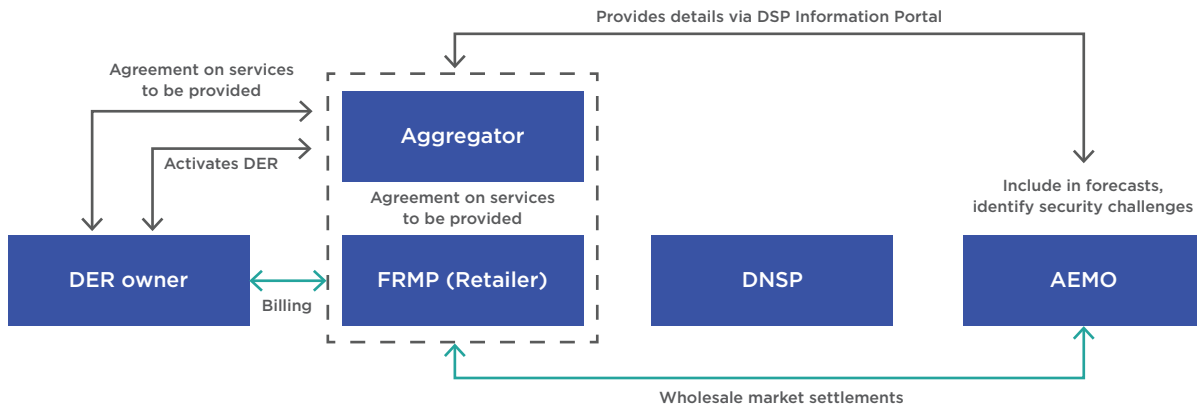 Provides details via DSP Information Portal
Agreement on services
to be provided
Aggregator
Activates DER
Include in forecasts,
identify security challenges
Agreement on services
to be provided
DER owner
FRMP (Retailer)
DNSP
AEMO
Billing
Wholesale market settlements